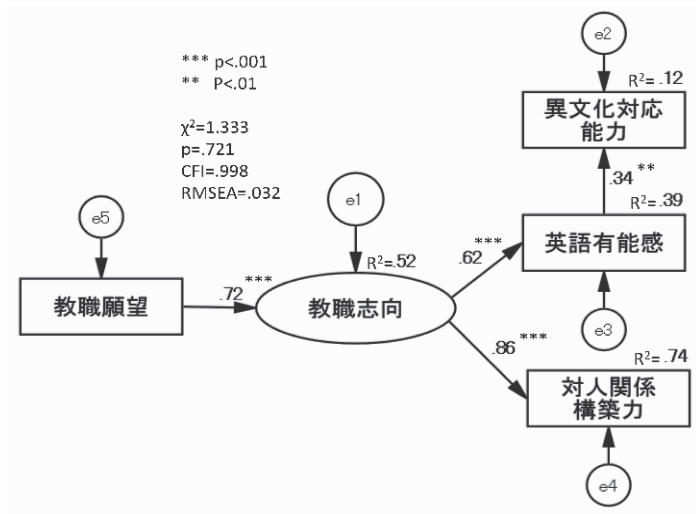 *** p<.001
** P<.01
χ²=1.333
p=.721
CFI=.998
RMSEA=.032
e2
R²= .12
異文化対応
能力
.34 **
R²= .39
英語有能感
e3
e1
R²=.52
教職志向
.62 ***
e5
教職願望
.72 ***
.86 ***
R²= .74
対人関係
構築力
e4